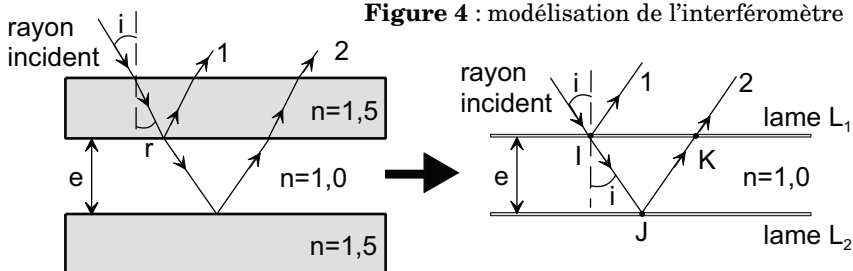 Figure 4 : modélisation de l'interféromètre
rayon
incident
i
1
2
n=1,5
r
e
n=1,0
n=1,5
rayon
incident
i
1
2
lame L1
I
K
e
i
n=1,0
J
lame L2